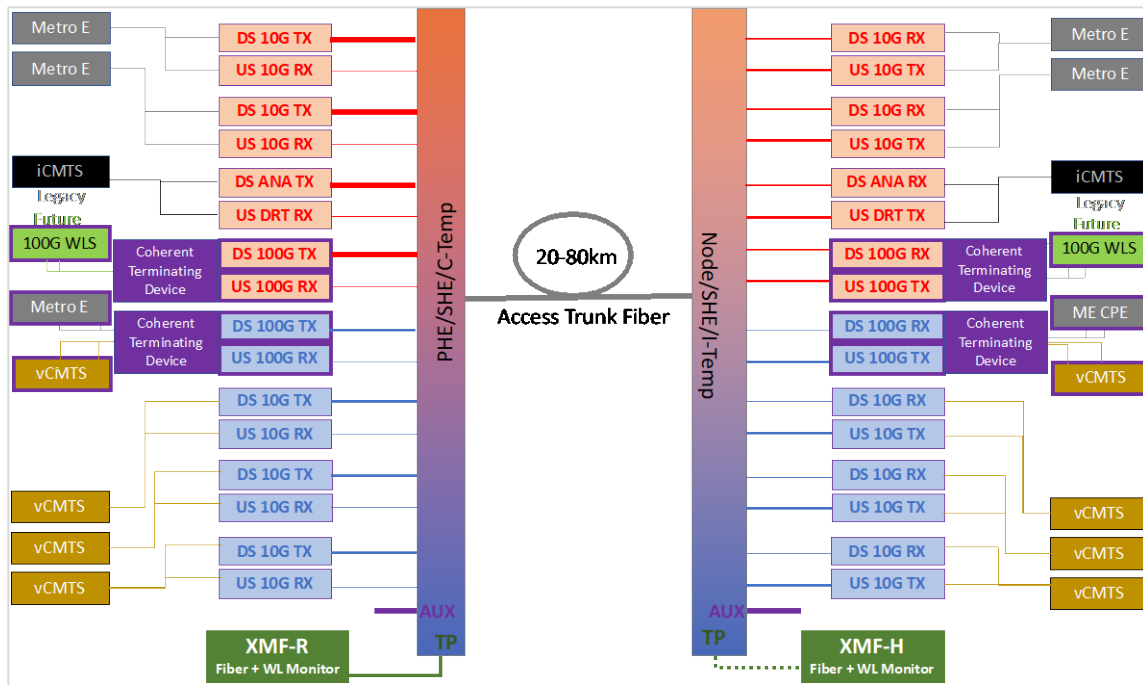 Metro E
DS 10G TX
US 10G RX
Metro E
DS 10G TX
US 10G RX
iCMTS
Legacy
DS ANA TX
US DRT RX
Future
100G WLS
Coherent
Terminating
Device
DS 100G TX
US 100G RX
Metro E
vCMTS
Coherent
Terminating
Device
DS 100G TX
US 100G RX
DS 10G TX
US 10G RX
vCMTS
DS 10G TX
US 10G RX
vCMTS
vCMTS
DS 10G TX
US 10G RX
AUX
TP
XMF-R
Fiber + WL Monitor
PHE/SHE/C-Temp
20-80km
Access Trunk Fiber
Node/SHE/I-Temp
DS 10G RX
US 10G TX
Metro E
DS 10G RX
US 10G TX
Metro E
DS ANA RX
US DRT TX
iCMTS
Legacy
Future
DS 100G RX
US 100G TX
Coherent
Terminating
Device
100G WLS
DS 100G RX
US 100G TX
Coherent
Terminating
Device
ME CPE
vCMTS
DS 10G RX
US 10G TX
DS 10G RX
US 10G TX
vCMTS
vCMTS
DS 10G RX
US 10G TX
vCMTS
AUX
TP
XMF-H
Fiber + WL Monitor